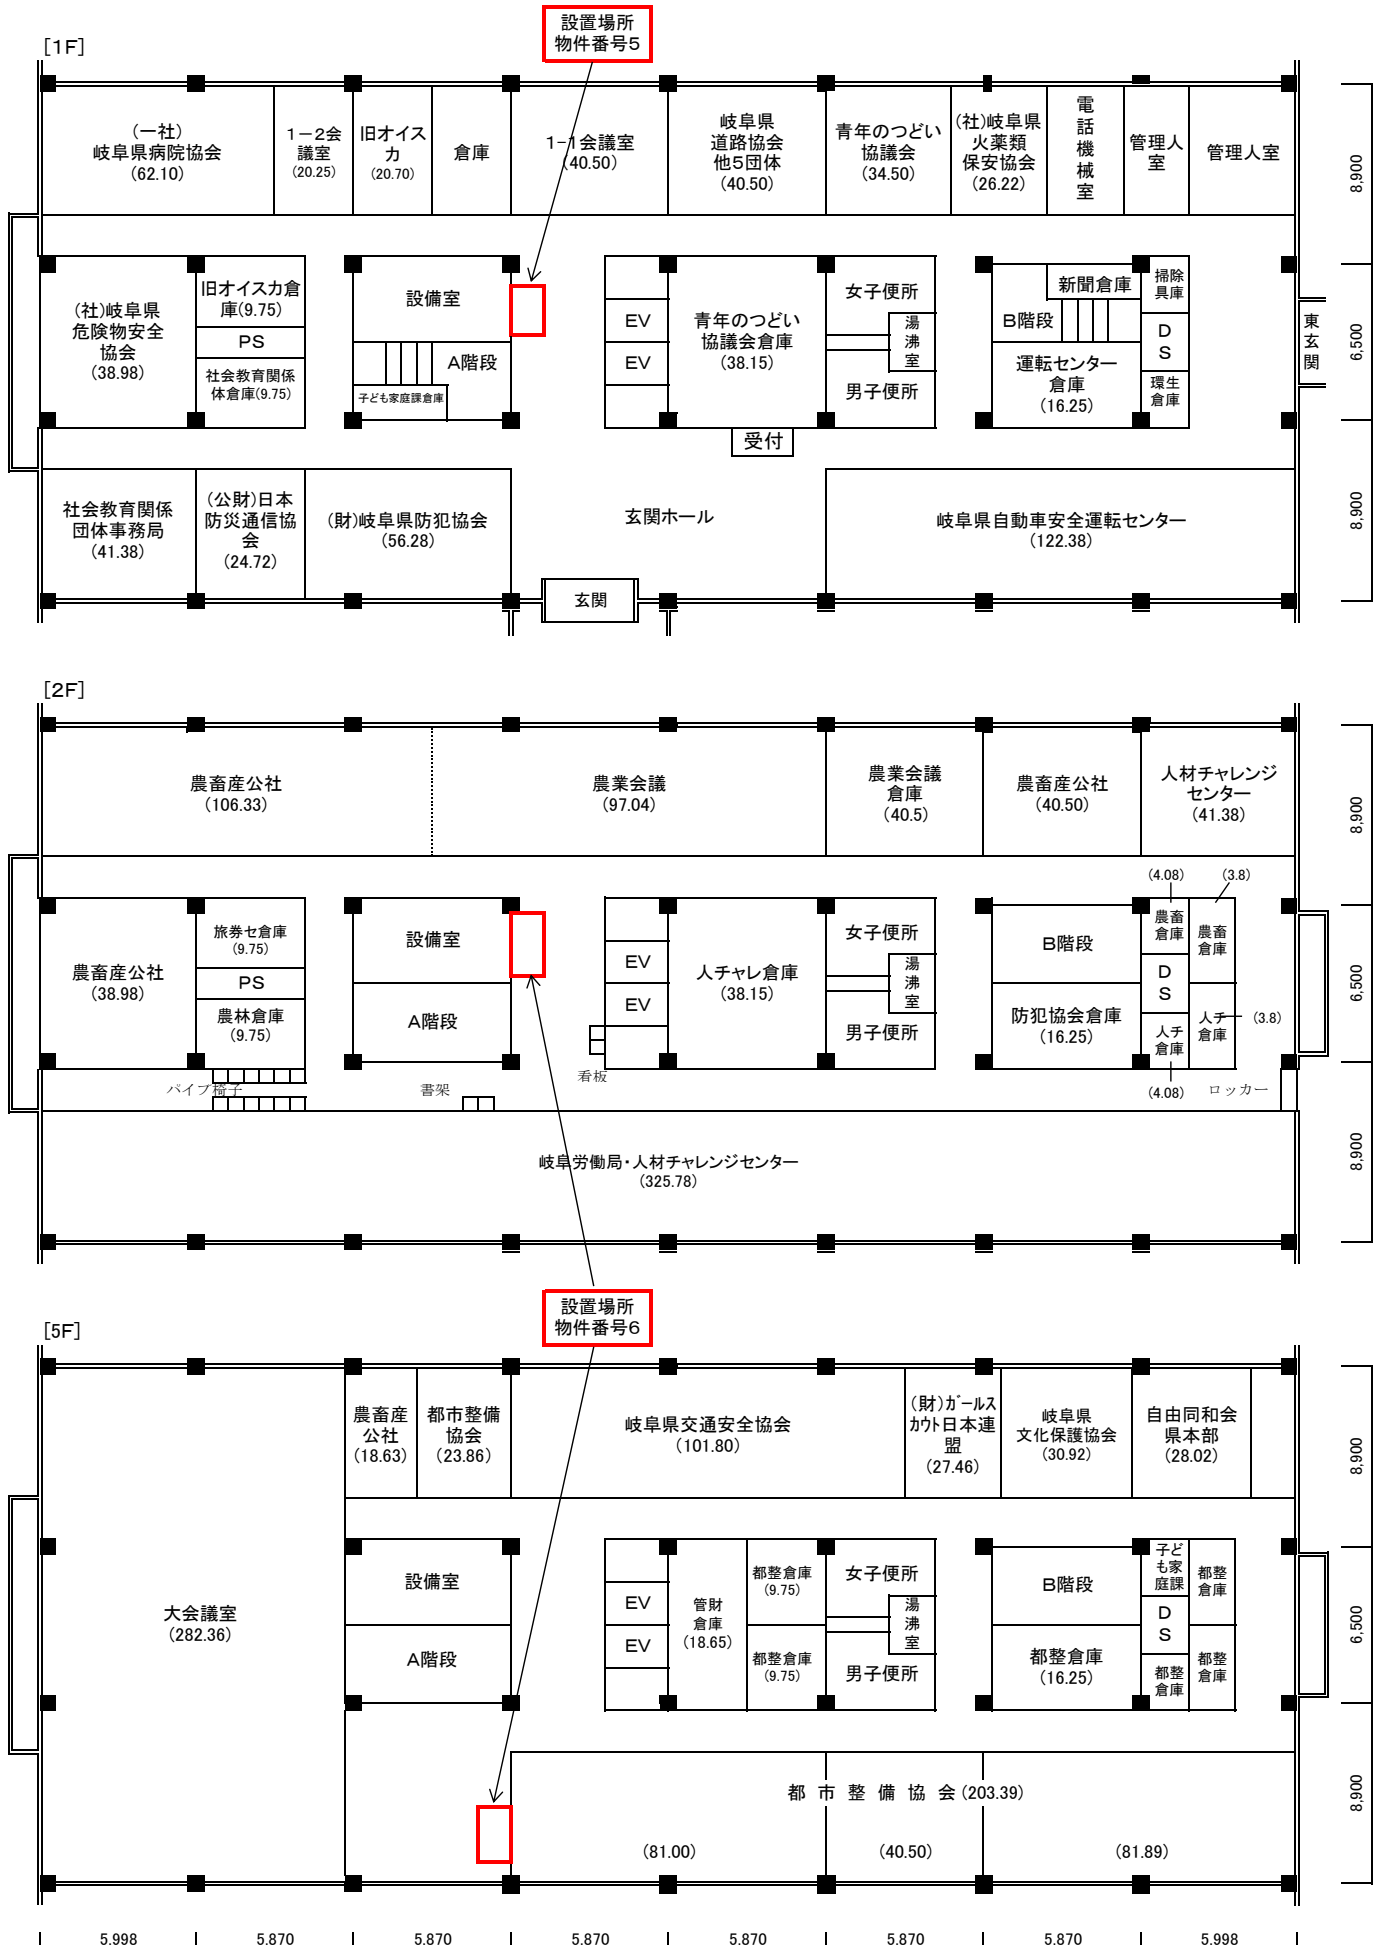 設置場所
物件番号5
[1F]
(一社)
岐阜県病院協会
(62.10)
1-2会
議室
(20.25)
旧オイス
カ
(20.70)
倉庫
1-1会議室
(40.50)
岐阜県
道路協会
他5団体
(40.50)
青年のつどい
協議会
(34.50)
(社)岐阜県
火薬類
保安協会
(26.22)
電話機械室
管理人
室
管理人室
8,900
(社)岐阜県
危険物安全
協会
(38.98)
旧オイスカ倉
庫(9.75)
PS
社会教育関係
体倉庫(9.75)
設備室
A階段
子ども家庭課倉庫
EV
EV
青年のつどい
協議会倉庫
(38.15)
女子便所
湯沸室
男子便所
新聞倉庫
B階段
運転センター
倉庫
(16.25)
掃除
具庫
D
S
環生
倉庫
東玄関
6,500
受付
社会教育関係
団体事務局
(41.38)
(公財)日本
防災通信協
会
(24.72)
(財)岐阜県防犯協会
(56.28)
玄関ホール
玄関
岐阜県自動車安全運転センター
(122.38)
8,900
[2F]
農畜産公社
(106.33)
農業会議
(97.04)
農業会議
倉庫
(40.5)
農畜産公社
(40.50)
人材チャレンジ
センター
(41.38)
8,900
(4.08)
(3.8)
農畜産公社
(38.98)
旅券セ倉庫
(9.75)
PS
農林倉庫
(9.75)
設備室
A階段
EV
EV
人チャレ倉庫
(38.15)
女子便所
湯沸室
男子便所
B階段
防犯協会倉庫
(16.25)
農畜
倉庫
D
S
人チ
倉庫
農畜
倉庫
人チ
倉庫
(3.8)
(4.08)
6,500
パイプ椅子
書架
看板
ロッカー
岐阜労働局・人材チャレンジセンター
(325.78)
8,900
設置場所
物件番号6
[5F]
農畜産
公社
(18.63)
都市整備
協会
(23.86)
岐阜県交通安全協会
(101.80)
(財)ガールス
カウト日本連
盟
(27.46)
岐阜県
文化保護協会
(30.92)
自由同和会
県本部
(28.02)
8,900
大会議室
(282.36)
設備室
A階段
EV
EV
管財
倉庫
(18.65)
都整倉庫
(9.75)
都整倉庫
(9.75)
女子便所
湯沸室
男子便所
B階段
都整倉庫
(16.25)
子ど
も家
庭課
D
S
都整
倉庫
都整
倉庫
都整
倉庫
6,500
都市整備協会(203.39)
(81.00)
(40.50)
(81.89)
8,900
5.998
5.870
5.870
5.870
5.870
5.870
5.870
5.998